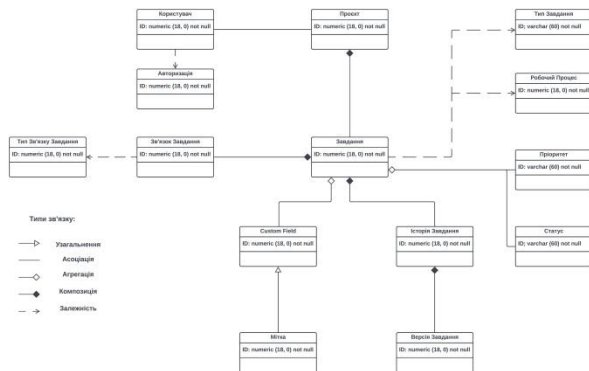 Користувач
ID: numeric (18, 0) not null
Проєкт
ID: numeric (18, 0) not null
Тип Завдання
ID; varchar (60) not null
Авторизація
ID: numeric (18, 0) not null
Робочий Процес
ID: numeric (18, 0) not null
Тип Зв'язку Завдання
ID: numeric (18, 0) not null
Зв'язок Завдання
ID: numeric (18, 0) not null
Завдання
ID: numeric (18, 0) not null
Пріоритет
ID: varchar (60) not null
Custom Field
ID: numeric (18, 0) not null
Історія Завдання
ID: numeric (18, 0) not null
Статус
ID: varchar (60) not null
Типи зв'язку:
Узагальнення
Асоціація
Агрегація
Композиція
Залежність
Мітка
ID: numeric (18, 0) not null
Версія Завдання
ID: numeric (18, 0) not null